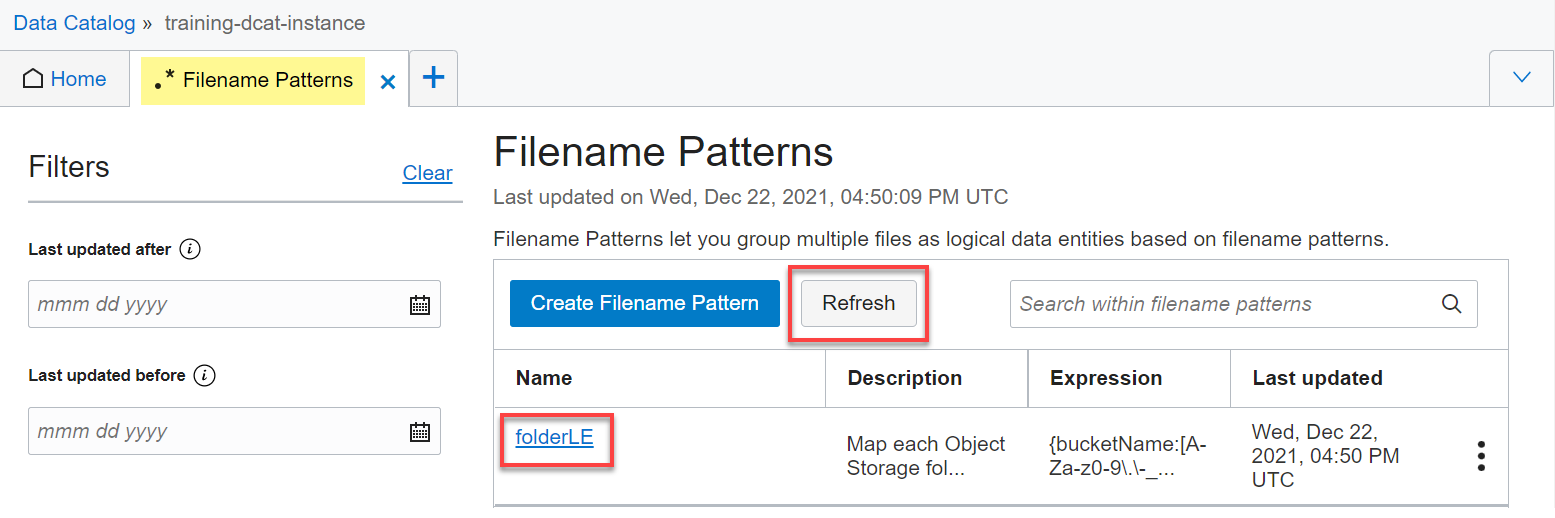 Data Catalog » training-dcat-instance
Home
.* Filename Patterns
Filters
Clear
Last updated after
mmm dd yyyy
Last updated before
mmm dd yyyy
Filename Patterns
Last updated on Wed, Dec 22, 2021, 04:50:09 PM UTC
Filename Patterns let you group multiple files as logical data entities based on filename patterns.
Create Filename Pattern
Refresh
Search within filename patterns
Name
Description
Expression
Last updated
folderLE
Map each Object
Storage fol...
{bucketName:[A-
Za-z0-9\.\-_...
Wed, Dec 22,
2021, 04:50 PM
UTC